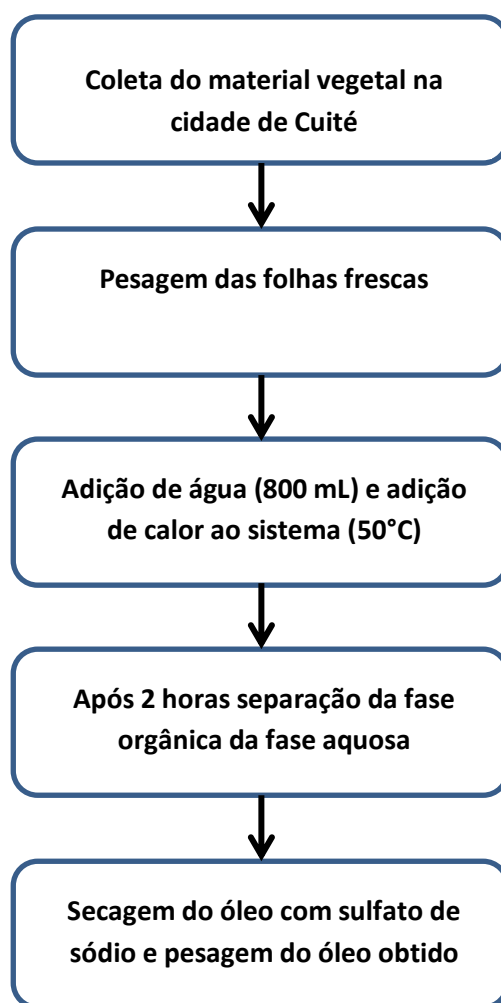 Coleta do material vegetal na
cidade de Cuité
Pesagem das folhas frescas
Adição de água (800 mL) e adição
de calor ao sistema (50°C)
Após 2 horas separação da fase
orgânica da fase aquosa
Secagem do óleo com sulfato de
sódio e pesagem do óleo obtido